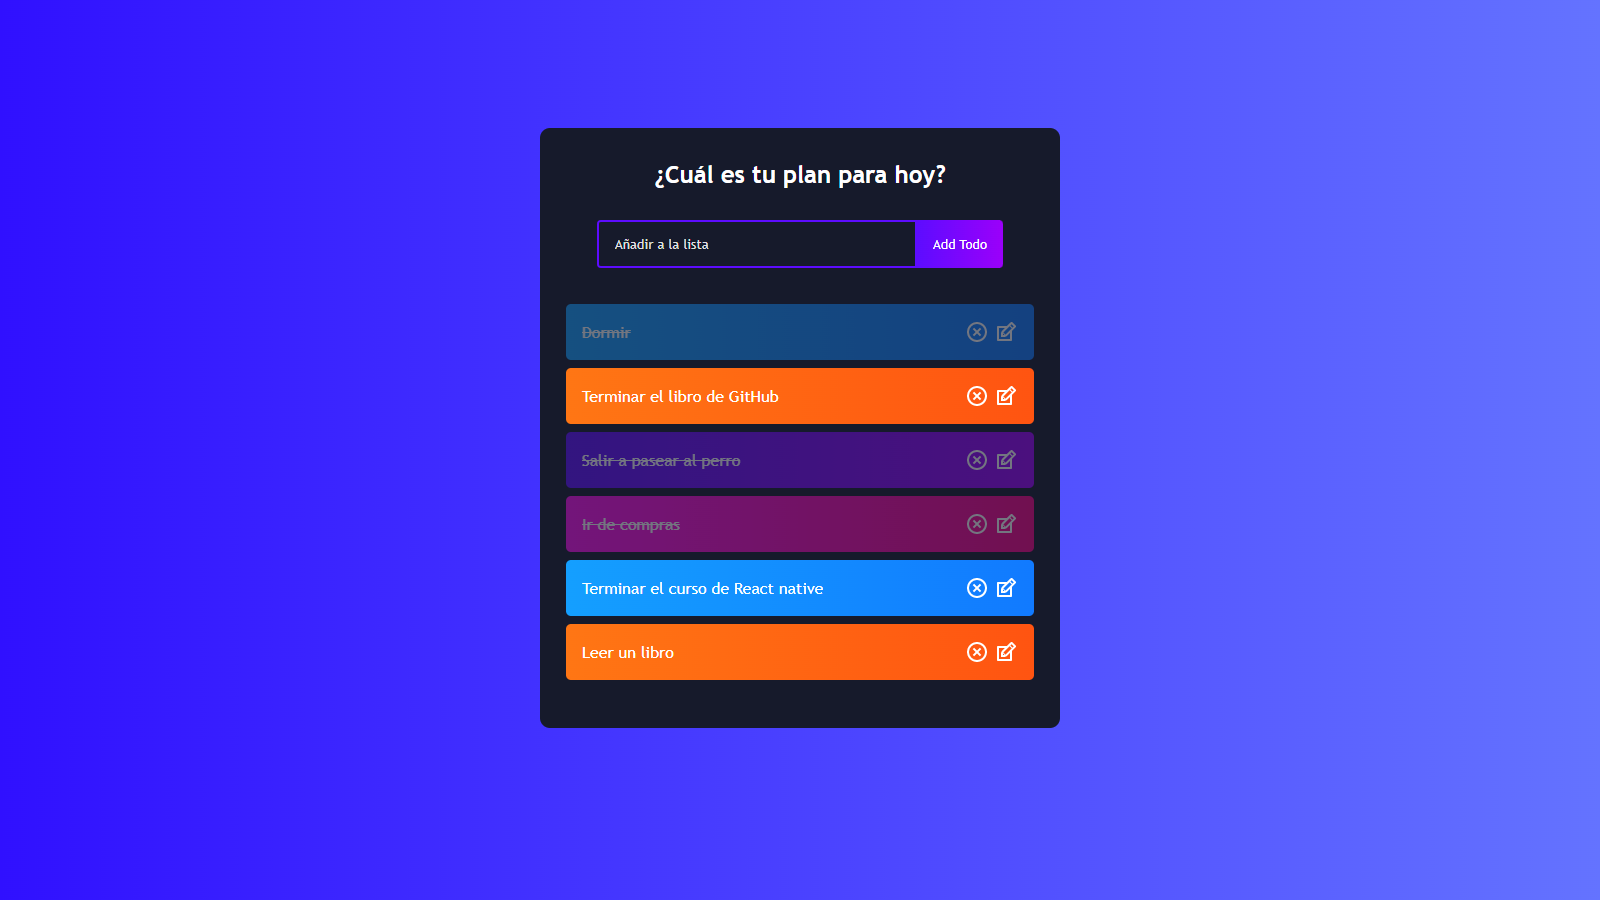 ¿Cuál es tu plan para hoy?
Añadir a la lista
Add Todo
Dormir
Terminar el libro de GitHub
Salir a pasear al perro
Ir de compras
Terminar el curso de React native
Leer un libro